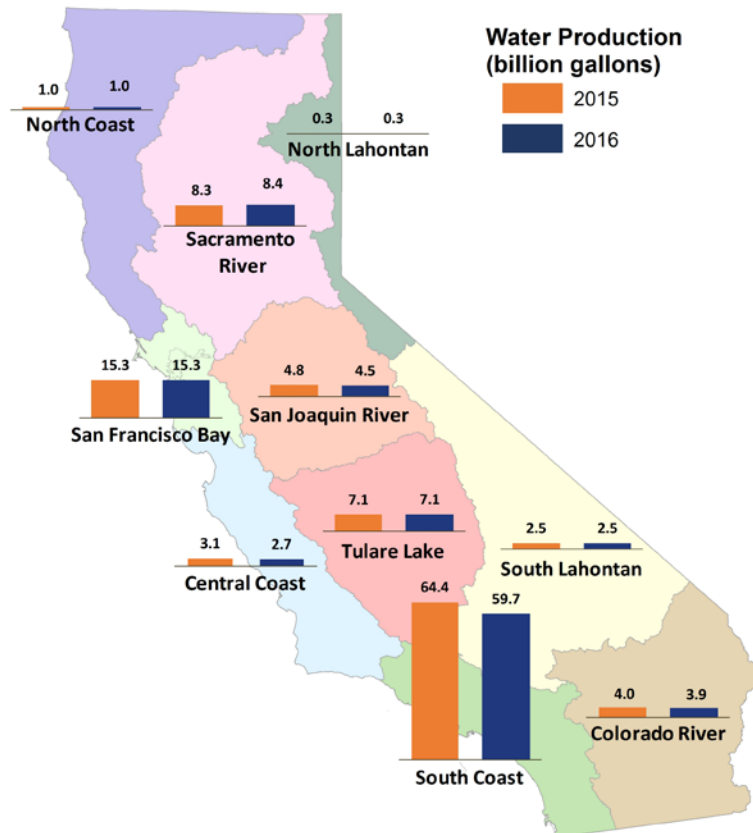 Water Production
(billion gallons)
2015
2016
1.0 1.0
North Coast
0.3 0.3
North Lahontan
8.3 8.4
Sacramento
River
15.3 15.3
San Francisco Bay
4.8 4.5
San Joaquin River
7.1 7.1
Tulare Lake
3.1 2.7
Central Coast
2.5 2.5
South Lahontan
64.4 59.7
South Coast
4.0 3.9
Colorado River